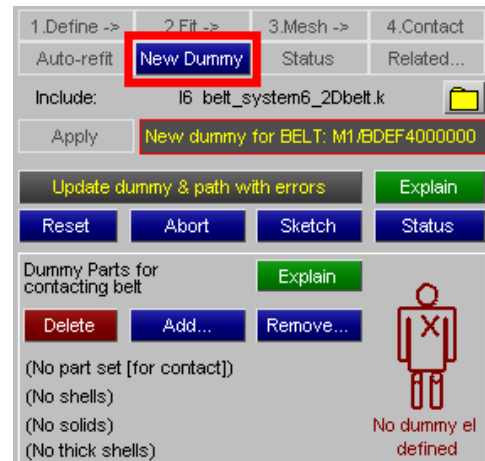 1.Define -> 2.Fit -> 3.Mesh -> 4.Contact
Auto-refit New Dummy Status Related...
Include: I6 belt_system6_2Dbelt.k
Apply New dummy for BELT: M1/BDEF4000000
Update dummy & path with errors Explain
Reset Abort Sketch Status
Dummy Parts for
contacting belt
Explain
Delete Add... Remove...
(No part set [for contact])
(No shells)
(No solids)
(No thick shells)
No dummy el
defined